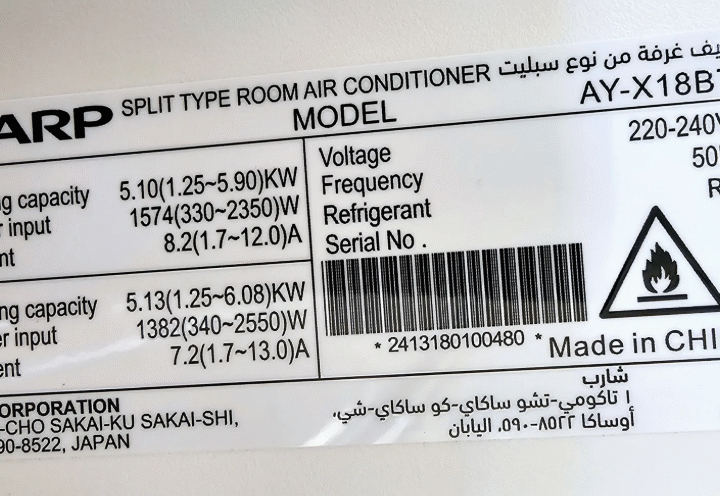 ARP SPLIT TYPE ROOM AIR CONDITIONER يف غرفة من نوع سبليت
MODEL AY-X18B
g capacity 5.10(1.25~5.90)KW
r input 1574(330~2350)W
nt 8.2(1.7~12.0)A
Voltage 220-240V
Frequency 50
Refrigerant R
Serial No .
ng capacity 5.13(1.25~6.08)KW
er input 1382(340~2550)W
ent 7.2(1.7~13.0)A
* 2413180100480 *
Made in CHI
ORPORATION
-CHO SAKAI-KU SAKAI-SHI,
90-8522, JAPAN
شارب
١ تاكومي-تشو ساكاي-كو ساكاي-شي،
أوساكا ٨٥٢٢-٥٩٠، اليابان